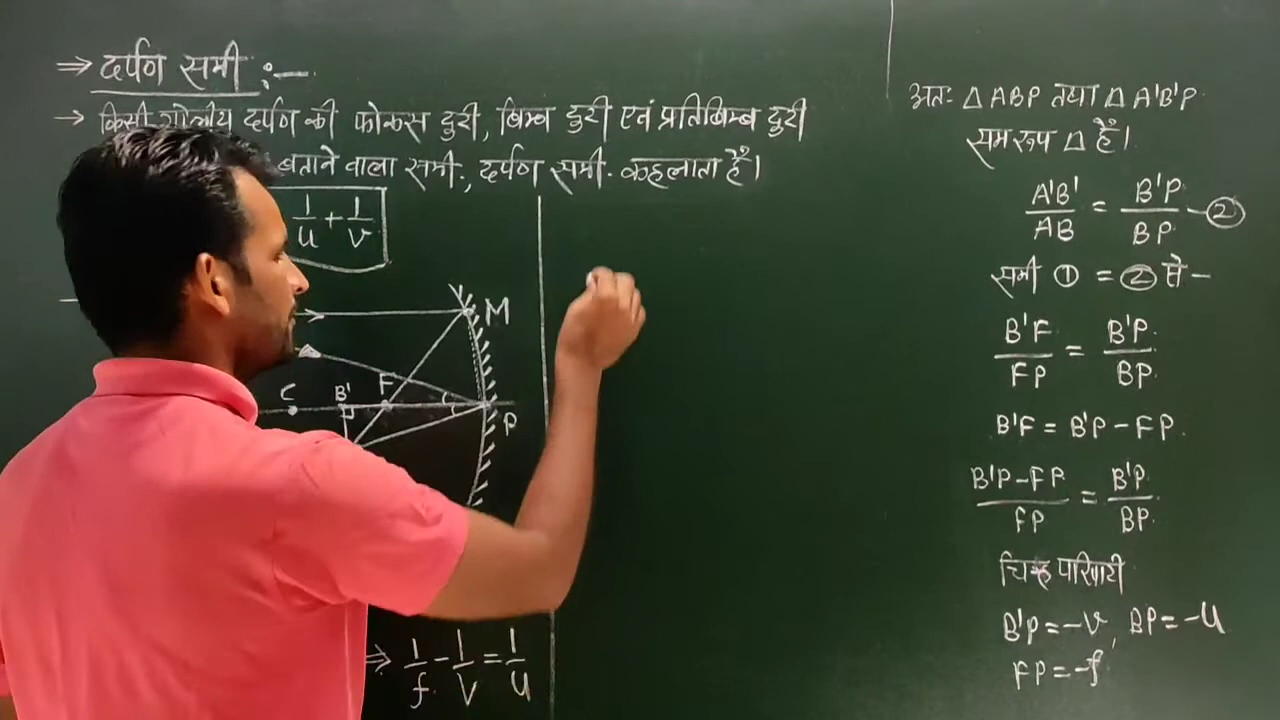 ⇒ दर्पण समी :-
→ किसी गोलीय दर्पण की फोकस दुरी, बिम्ब दुरी एवं प्रतिबिम्ब दुरी
बताने वाला समी., दर्पण समी. कहलाता है।
1/u + 1/v
M
C B' F
P
⇒ 1/f - 1/v = 1/u
अतः Δ ABP तथा Δ A'B'P
समरूप Δ हैं।
A'B'/AB = B'P/BP -②
समी ① = ② से -
B'F/FP = B'P/BP
B'F = B'P - FP
B'P-FP/FP = B'P/BP
चिन्ह परिपाटी
B'P = -v, BP = -u
FP = -f